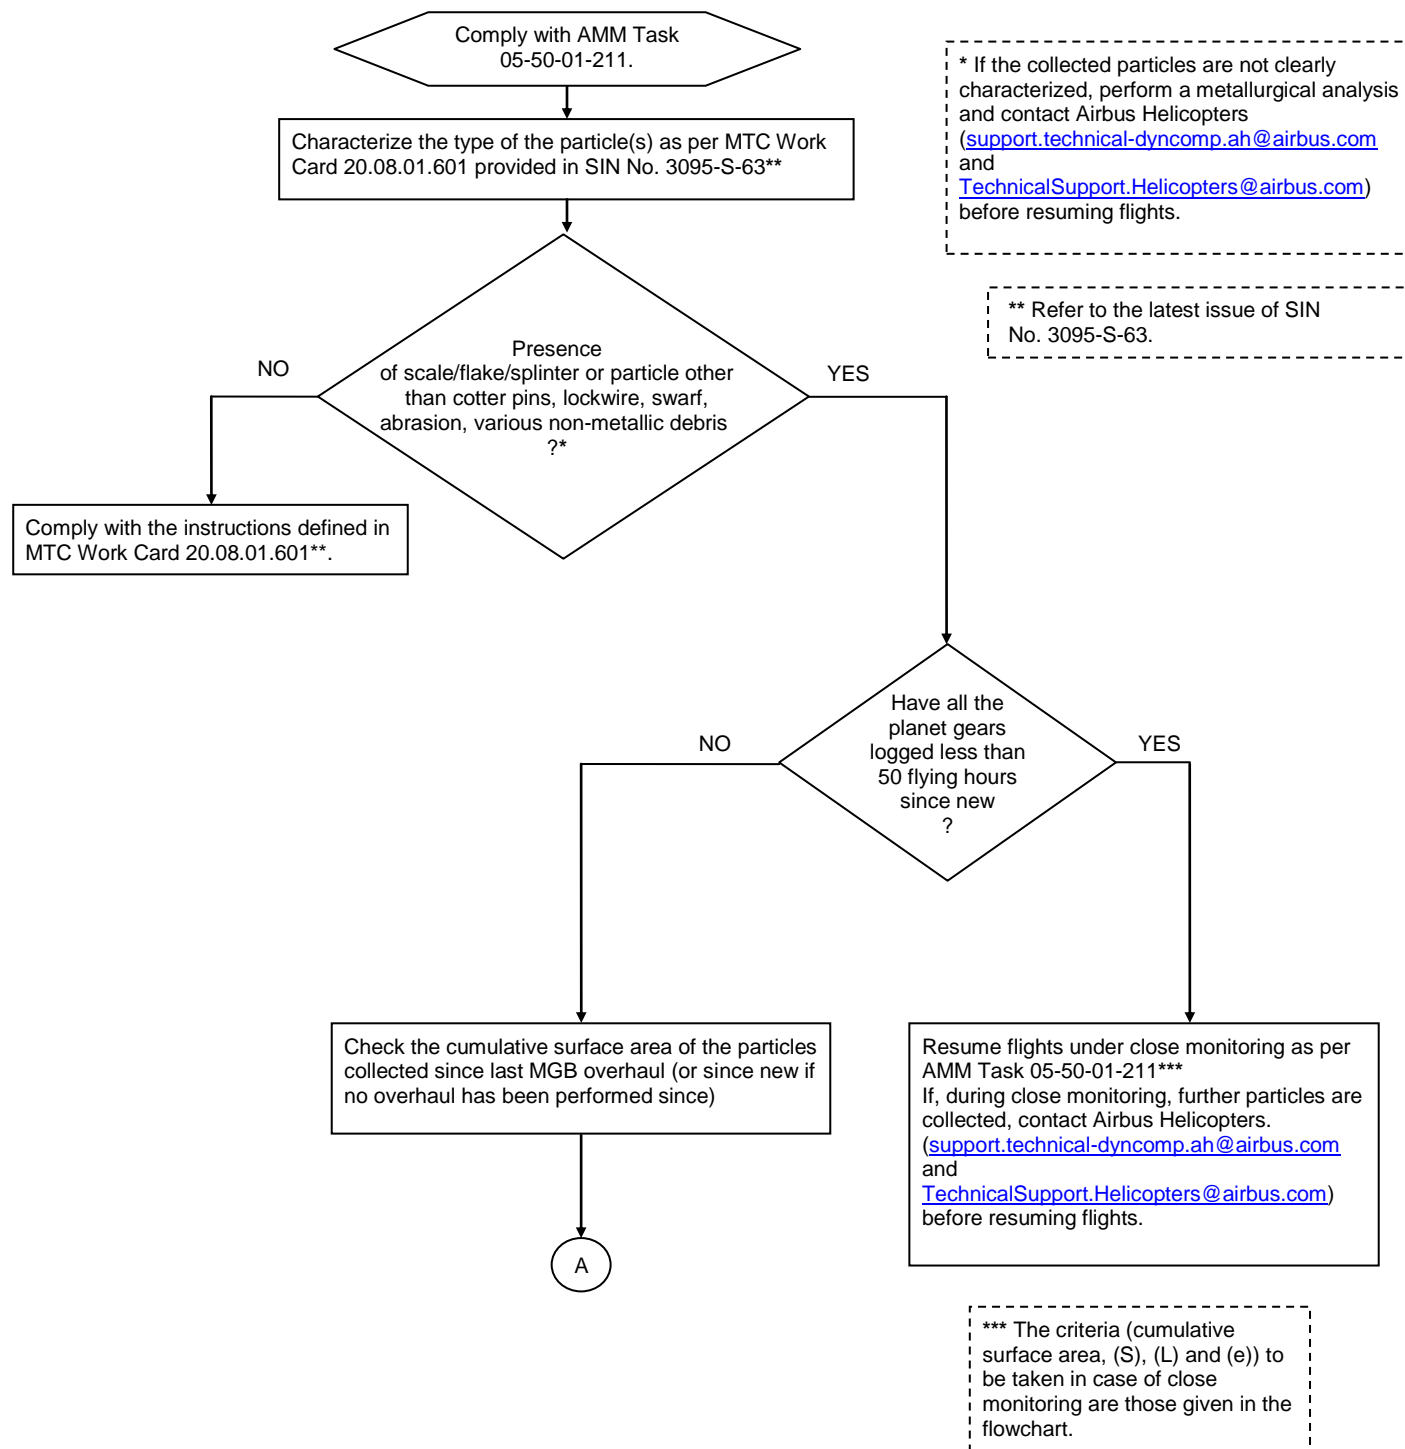 Comply with AMM Task
05-50-01-211.
* If the collected particles are not clearly
characterized, perform a metallurgical analysis
and contact Airbus Helicopters
(support.technical-dyncomp.ah@airbus.com
and
TechnicalSupport.Helicopters@airbus.com)
before resuming flights.
Characterize the type of the particle(s) as per MTC Work
Card 20.08.01.601 provided in SIN No. 3095-S-63**
** Refer to the latest issue of SIN
No. 3095-S-63.
Presence
of scale/flake/splinter or particle other
than cotter pins, lockwire, swarf,
abrasion, various non-metallic debris
?*
NO
YES
Comply with the instructions defined in
MTC Work Card 20.08.01.601**.
Have all the
planet gears
logged less than
50 flying hours
since new
?
NO
YES
Check the cumulative surface area of the particles
collected since last MGB overhaul (or since new if
no overhaul has been performed since)
Resume flights under close monitoring as per
AMM Task 05-50-01-211***
If, during close monitoring, further particles are
collected, contact Airbus Helicopters.
(support.technical-dyncomp.ah@airbus.com
and
TechnicalSupport.Helicopters@airbus.com)
before resuming flights.
A
*** The criteria (cumulative
surface area, (S), (L) and (e)) to
be taken in case of close
monitoring are those given in the
flowchart.